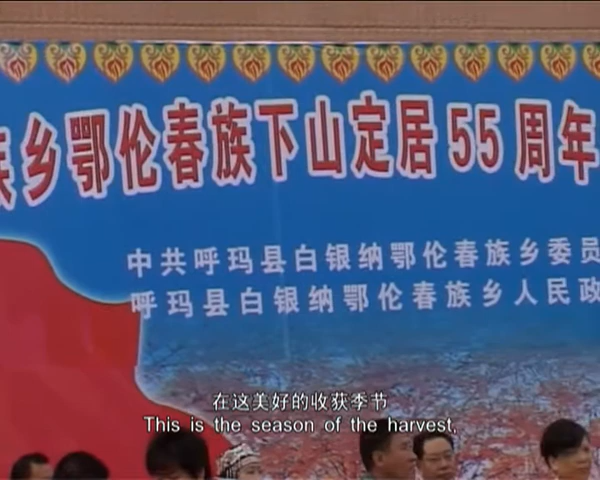 族乡鄂伦春族下山定居55周年
中共呼玛县白银纳鄂伦春族乡委员
呼玛县白银纳鄂伦春族乡人民政
在这美好的收获季节
This is the season of the harvest,